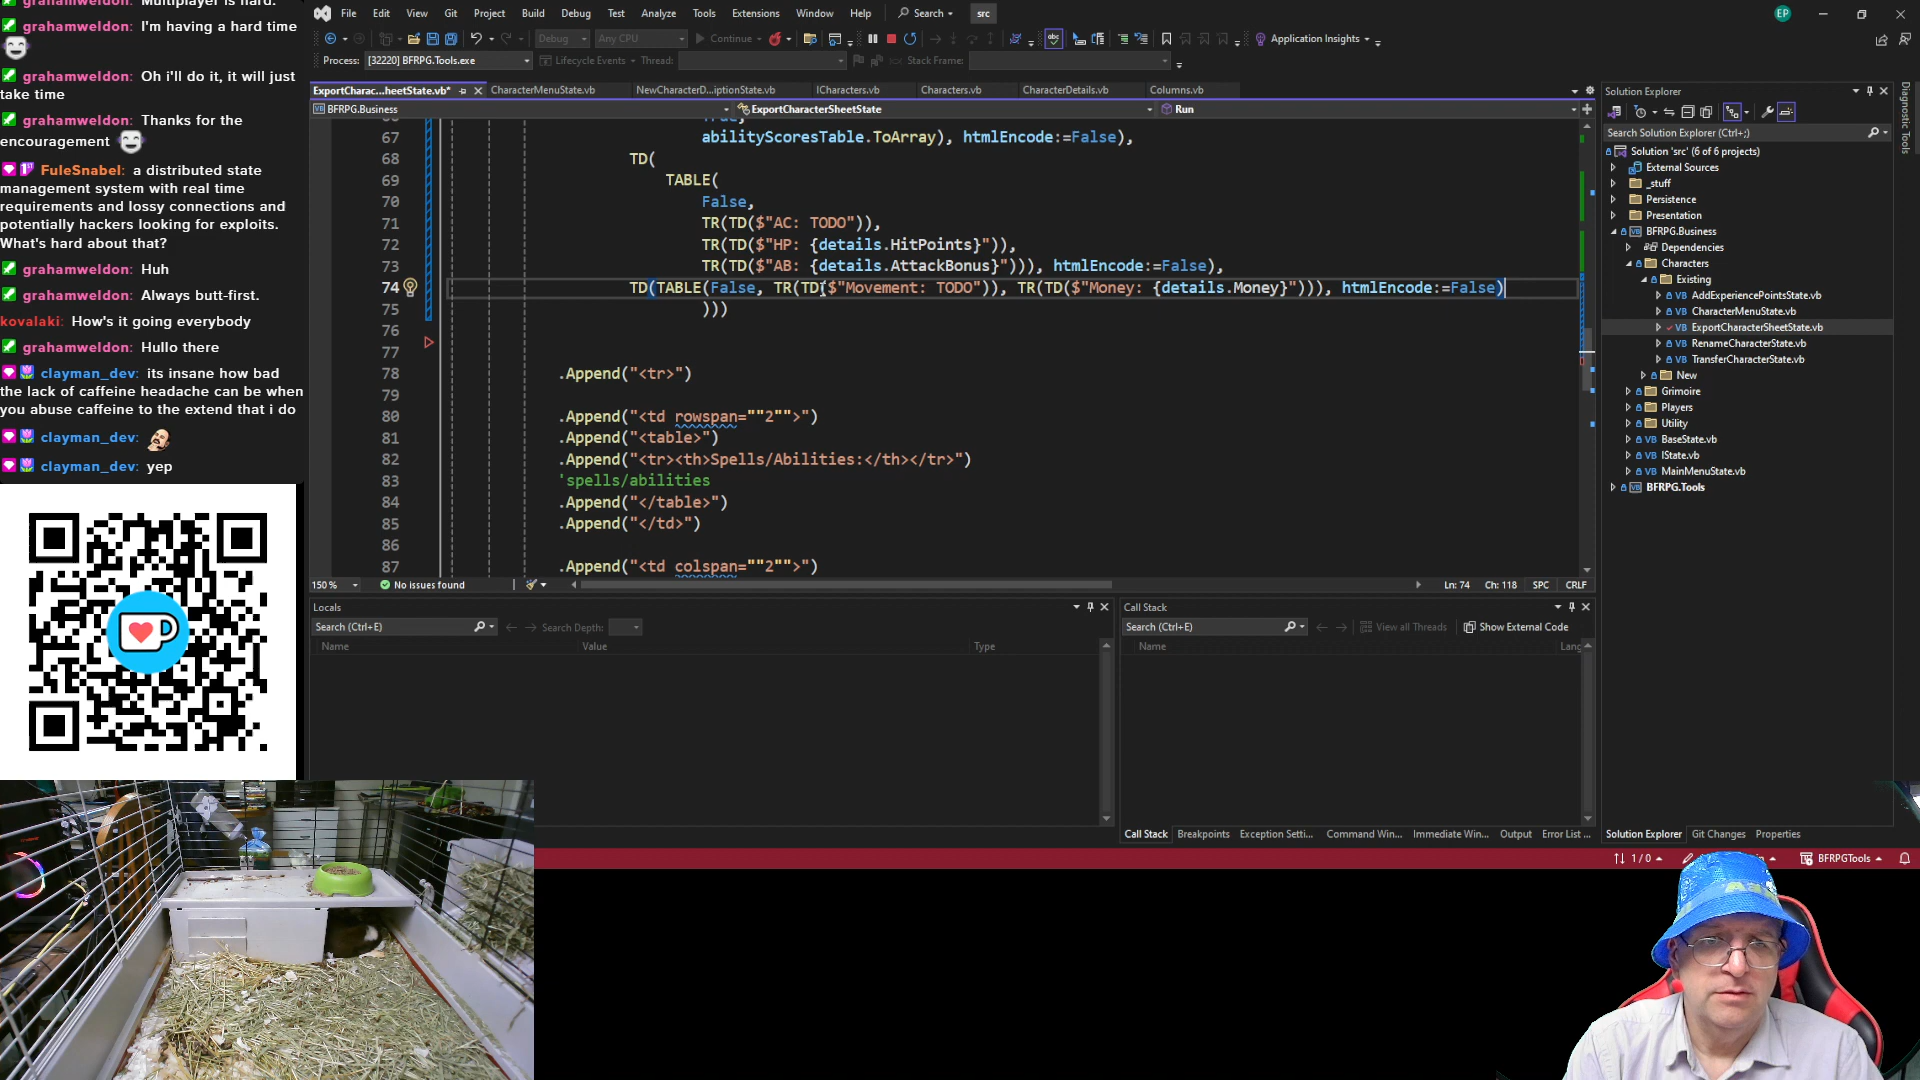 grahamweldon: Multiplayer is hard.
grahamweldon: I'm having a hard time
grahamweldon: Oh i'll do it, it will just
take time
grahamweldon: Thanks for the
encouragement
FuleSnabel: a distributed state
management system with real time
requirements and lossy connections and
potentially hackers looking for exploits.
What's hard about that?
grahamweldon: Huh
grahamweldon: Always butt-first.
kovalaki: How's it going everybody
grahamweldon: Hullo there
clayman_dev: its insane how bad
the lack of caffeine headache can be when
you abuse caffeine to the extend that i do
clayman_dev:
clayman_dev: yep
File Edit View Git Project Build Debug Test Analyze Tools Extensions Window Help Search src EP
Debug Any CPU Continue Application Insights
Process: [32220] BFRPG.Tools.exe Lifecycle Events Thread: Stack Frame:
ExportCharac...heetState.vb* CharacterMenuState.vb NewCharacterD...iptionState.vb ICharacters.vb Characters.vb CharacterDetails.vb Columns.vb
BFRPG.Business ExportCharacterSheetState Run
66 True,
67 abilityScoresTable.ToArray), htmlEncode:=False),
68 TD(
69 TABLE(
70 False,
71 TR(TD($"AC: TODO")),
72 TR(TD($"HP: {details.HitPoints}")),
73 TR(TD($"AB: {details.AttackBonus}"))), htmlEncode:=False),
74 TD(TABLE(False, TR(TD($"Movement: TODO")), TR(TD($"Money: {details.Money}"))), htmlEncode:=False)
75 )))
76
77
78 .Append("<tr>")
79
80 .Append("<td rowspan=""2"">")
81 .Append("<table>")
82 .Append("<tr><th>Spells/Abilities:</th></tr>")
83 'spells/abilities
84 .Append("</table>")
85 .Append("</td>")
86
87 .Append("<td colspan=""2"">")
150 % No issues found Ln: 74 Ch: 118 SPC CRLF
Locals
Search (Ctrl+E) Search Depth:
Name Value Type
Call Stack
Search (Ctrl+E) View all Threads Show External Code
Name Lang
Call Stack Breakpoints Exception Setti... Command Win... Immediate Win... Output Error List ...
Solution Explorer
Search Solution Explorer (Ctrl+;)
Solution 'src' (6 of 6 projects)
External Sources
_stuff
Persistence
Presentation
BFRPG.Business
Dependencies
Characters
Existing
AddExperiencePointsState.vb
CharacterMenuState.vb
ExportCharacterSheetState.vb
RenameCharacterState.vb
TransferCharacterState.vb
New
Grimoire
Players
Utility
BaseState.vb
IState.vb
MainMenuState.vb
BFRPG.Tools
Solution Explorer Git Changes Properties
Diagnostic Tools
1 / 0 BFRPGTools